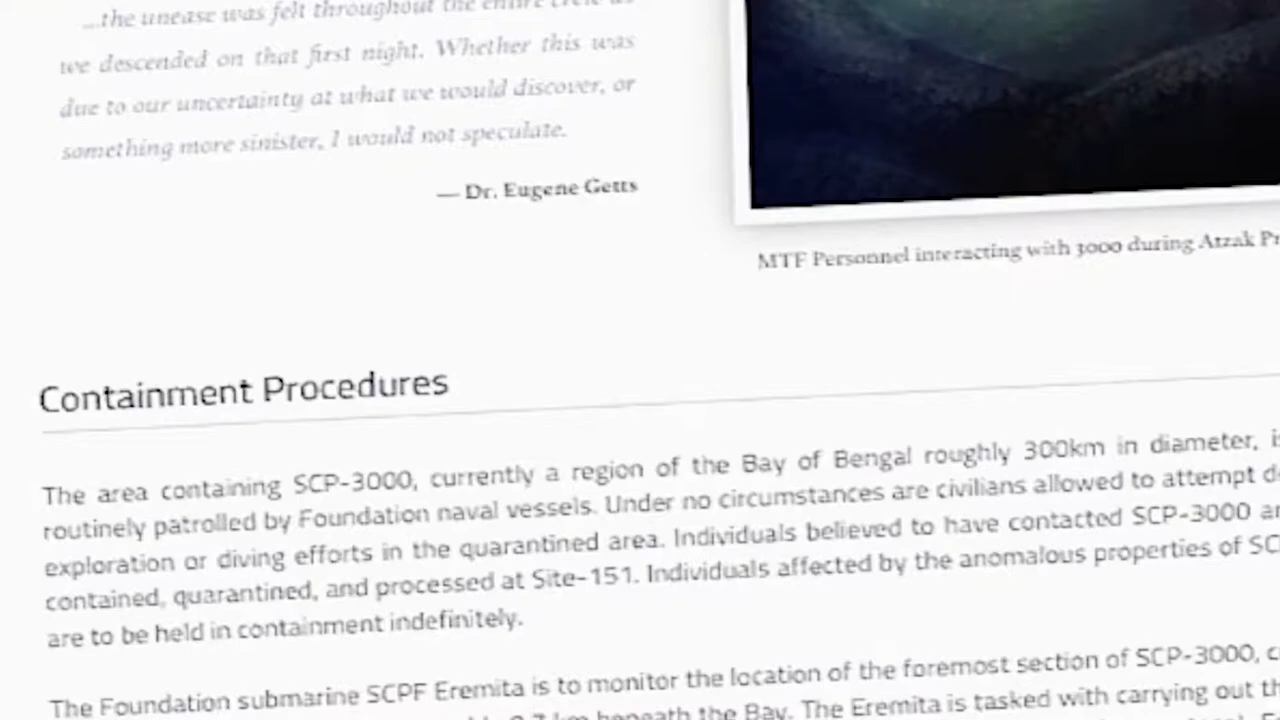 ...the unease was felt throughout the entire crew as
we descended on that first night. Whether this was
due to our uncertainty at what we would discover, or
something more sinister, I would not speculate.
— Dr. Eugene Getts
MTF Personnel interacting with 3000 during Atzak Pr
Containment Procedures
The area containing SCP-3000, currently a region of the Bay of Bengal roughly 300km in diameter, i
routinely patrolled by Foundation naval vessels. Under no circumstances are civilians allowed to attempt d
exploration or diving efforts in the quarantined area. Individuals believed to have contacted SCP-3000 a
contained, quarantined, and processed at Site-151. Individuals affected by the anomalous properties of SC
are to be held in containment indefinitely.
The Foundation submarine SCPF Eremita is to monitor the location of the foremost section of SCP-3000, c
km beneath the Bay. The Eremita is tasked with carrying out th